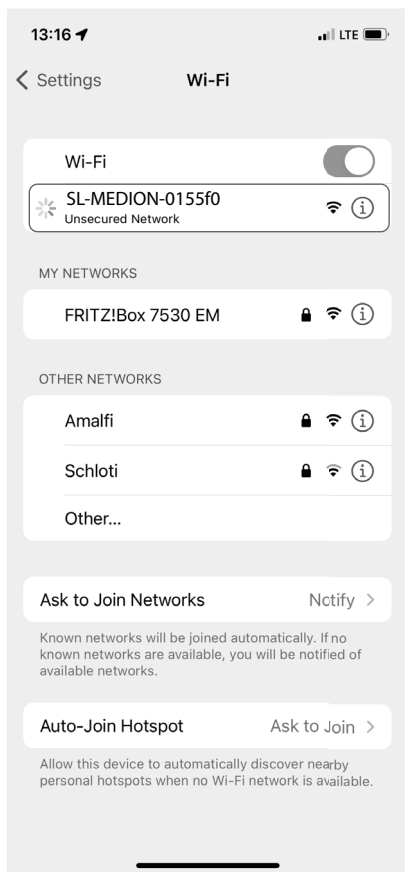 13:16 LTE
Settings Wi-Fi
Wi-Fi
SL-MEDION-0155f0
Unsecured Network
MY NETWORKS
FRITZ!Box 7530 EM
OTHER NETWORKS
Amalfi
Schloti
Other...
Ask to Join Networks Notify
Known networks will be joined automatically. If no
known networks are available, you will be notified of
available networks.
Auto-Join Hotspot Ask to Join
Allow this device to automatically discover nearby
personal hotspots when no Wi-Fi network is available.